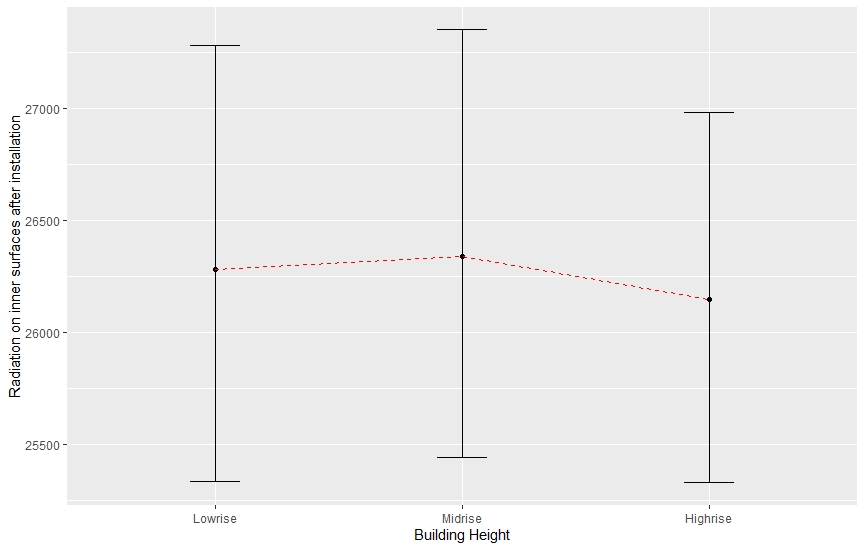 Radiation on inner surfaces after installation
27000
26500
26000
25500
Lowrise Midrise Highrise
Building Height